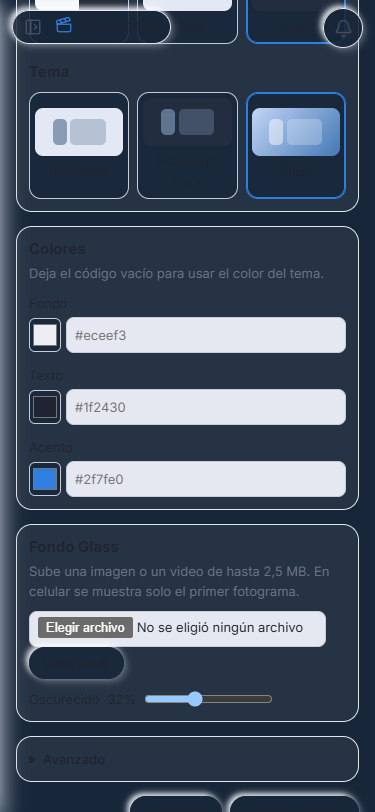 Tema
Colores
Deja el código vacío para usar el color del tema.
Fondo
#eceef3
Texto
#1f2430
Acento
#2f7fe0
Fondo Glass
Sube una imagen o un video de hasta 2,5 MB. En
celular se muestra solo el primer fotograma.
Elegir archivo No se eligió ningún archivo
Oscurecido 32%
Avanzado